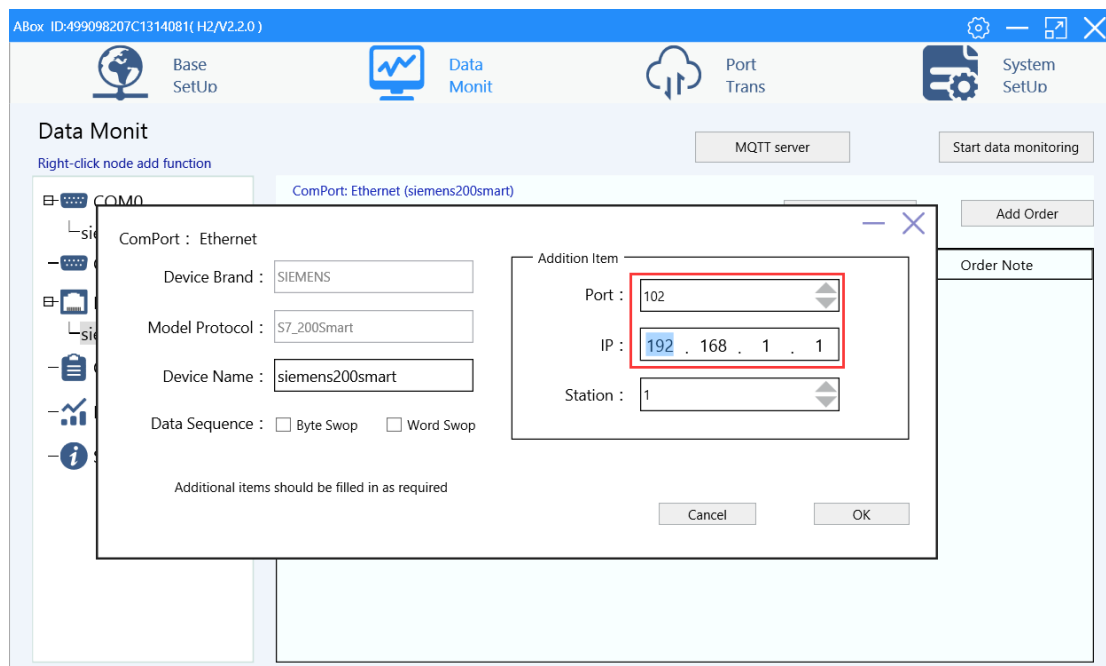 ABox ID:499098207C1314081( H2/V2.2.0 )
Base
SetUp
Data
Monit
Port
Trans
System
SetUp
Data Monit
MQTT server
Start data monitoring
Right-click node add function
ComPort: Ethernet (siemens200smart)
COM0
Add Order
Order Note
ComPort : Ethernet
Device Brand : SIEMENS
Model Protocol : S7_200Smart
Device Name : siemens200smart
Data Sequence : Byte Swop Word Swop
Additional items should be filled in as required
Addition Item
Port : 102
IP : 192 . 168 . 1 . 1
Station : 1
Cancel
OK